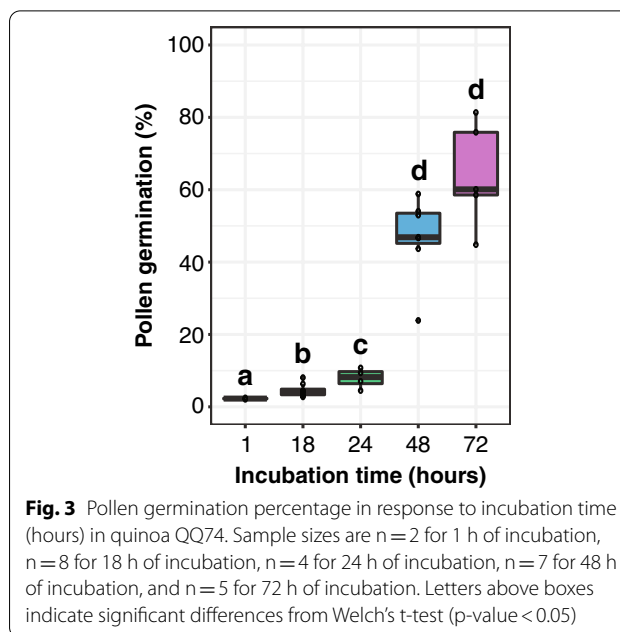 100
80
60
40
20
0
Pollen germination (%)
a
b
c
d
d
1 18 24 48 72
Incubation time (hours)
Fig. 3 Pollen germination percentage in response to incubation time
(hours) in quinoa QQ74. Sample sizes are n = 2 for 1 h of incubation,
n = 8 for 18 h of incubation, n = 4 for 24 h of incubation, n = 7 for 48 h
of incubation, and n = 5 for 72 h of incubation. Letters above boxes
indicate significant differences from Welch's t-test (p-value < 0.05)